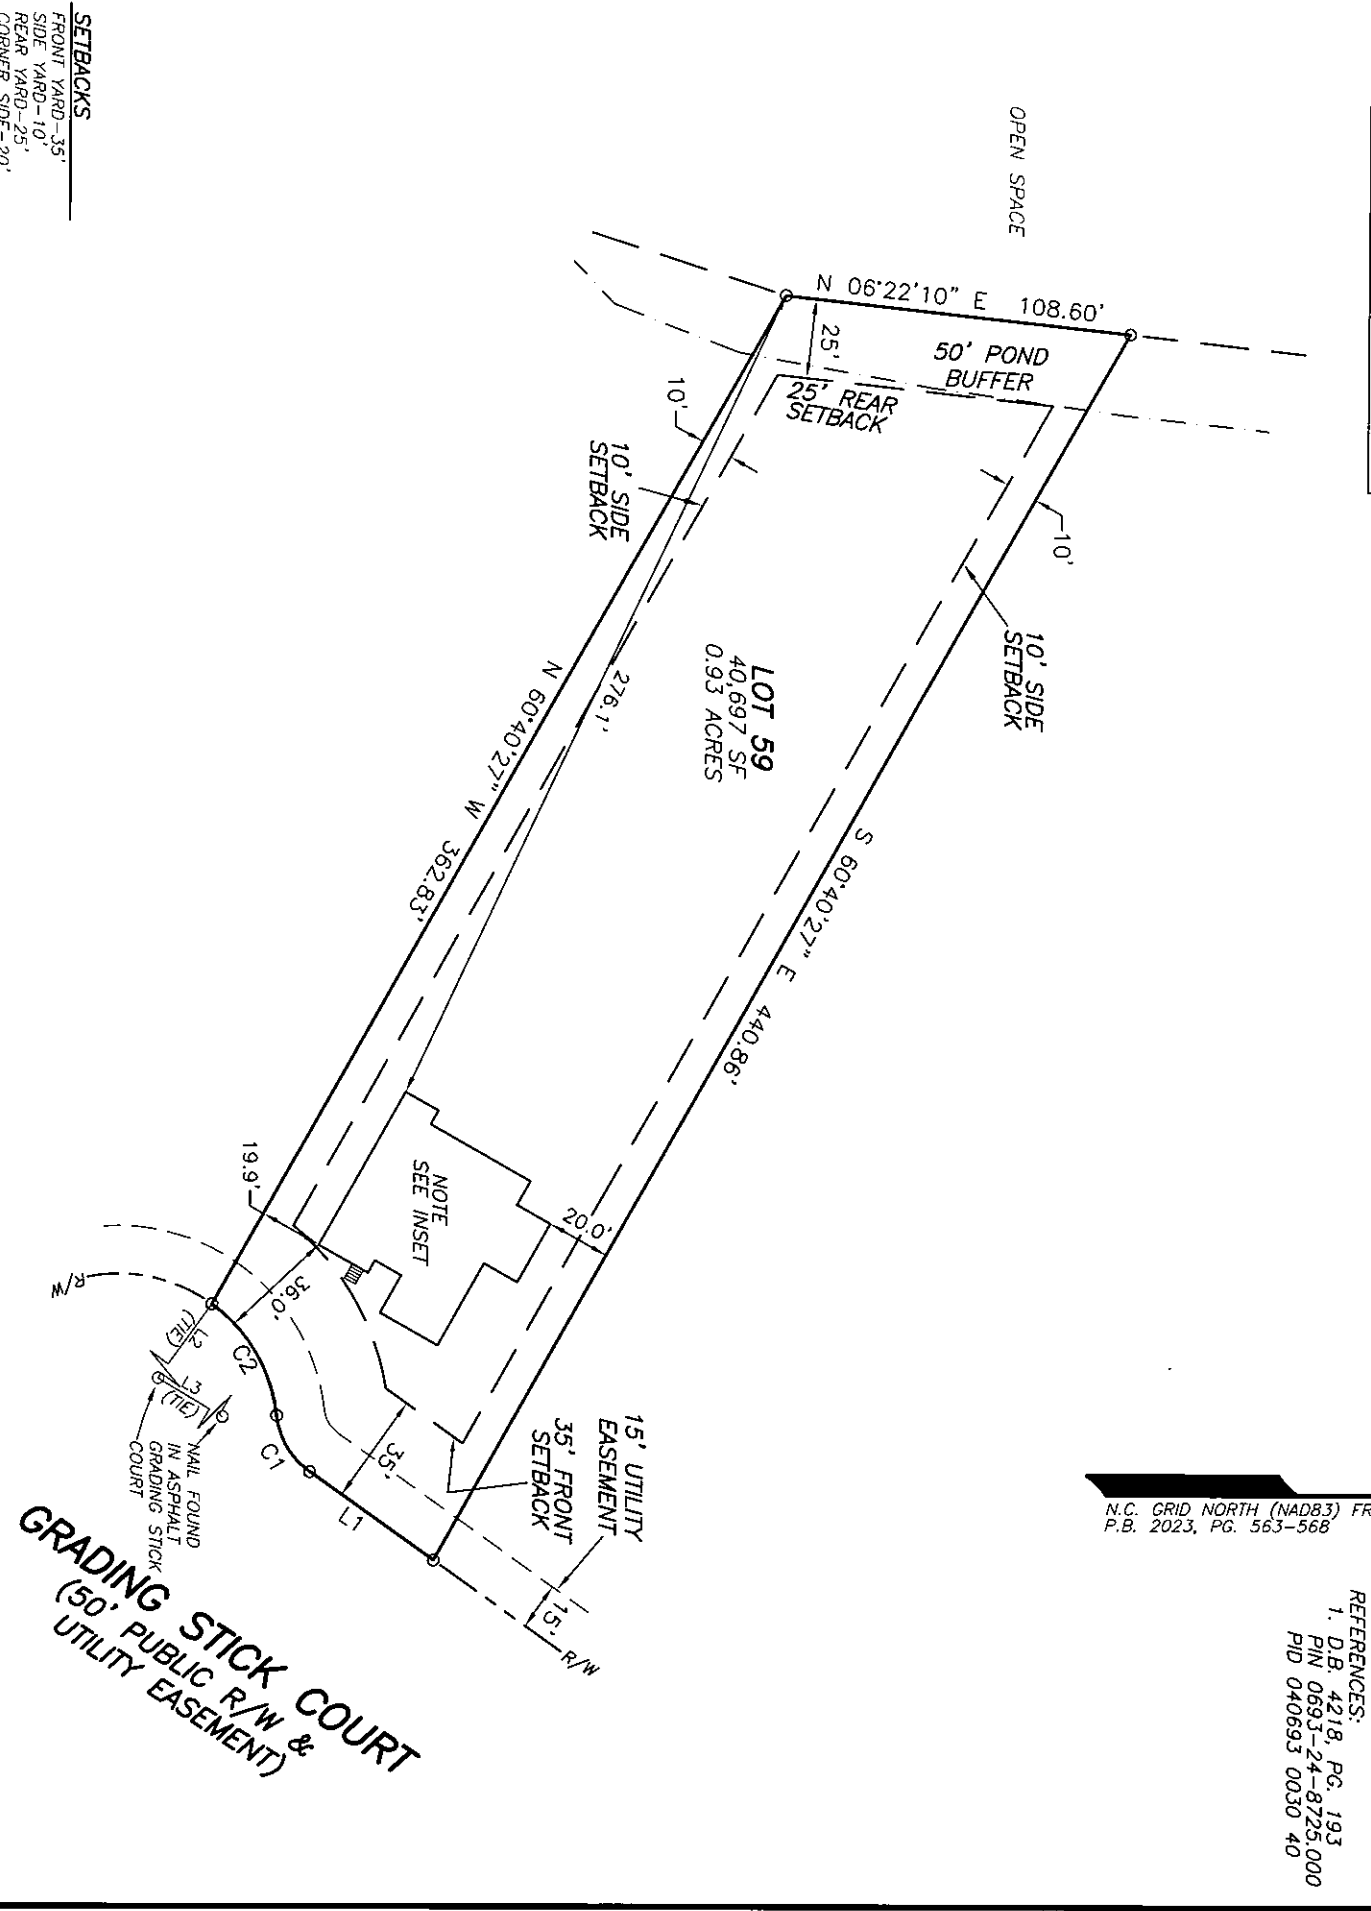 SETBACKS
FRONT YARD-35'
SIDE YARD-10'
REAR YARD-25'
CORNER SIDE-20'
OPEN SPACE
N 06°22'10" E 108.60'
25'
50' POND
BUFFER
25' REAR
SETBACK
10'
10' SIDE
SETBACK
10'
10' SIDE
SETBACK
LOT 59
40,697 SF
0.93 ACRES
276.1'
N 60°40'27" W 362.83'
S 60°40'27" E 440.86'
NOTE
SEE INSET
20.0'
19.9'
36.0'
R/W
L2
(TIE)
L3
(TIE)
C2
C1
L1
35'
15' UTILITY
EASEMENT
35' FRONT
SETBACK
15'
R/W
NAIL FOUND
IN ASPHALT
GRADING STICK
COURT
GRADING STICK COURT
(50' PUBLIC R/W &
UTILITY EASEMENT)
N.C. GRID NORTH (NAD83) FR
P.B. 2023, PG. 563-568
REFERENCES:
1. D.B. 4218, PG. 193
PIN 0693-24-8725.000
PID 040693 0030 40